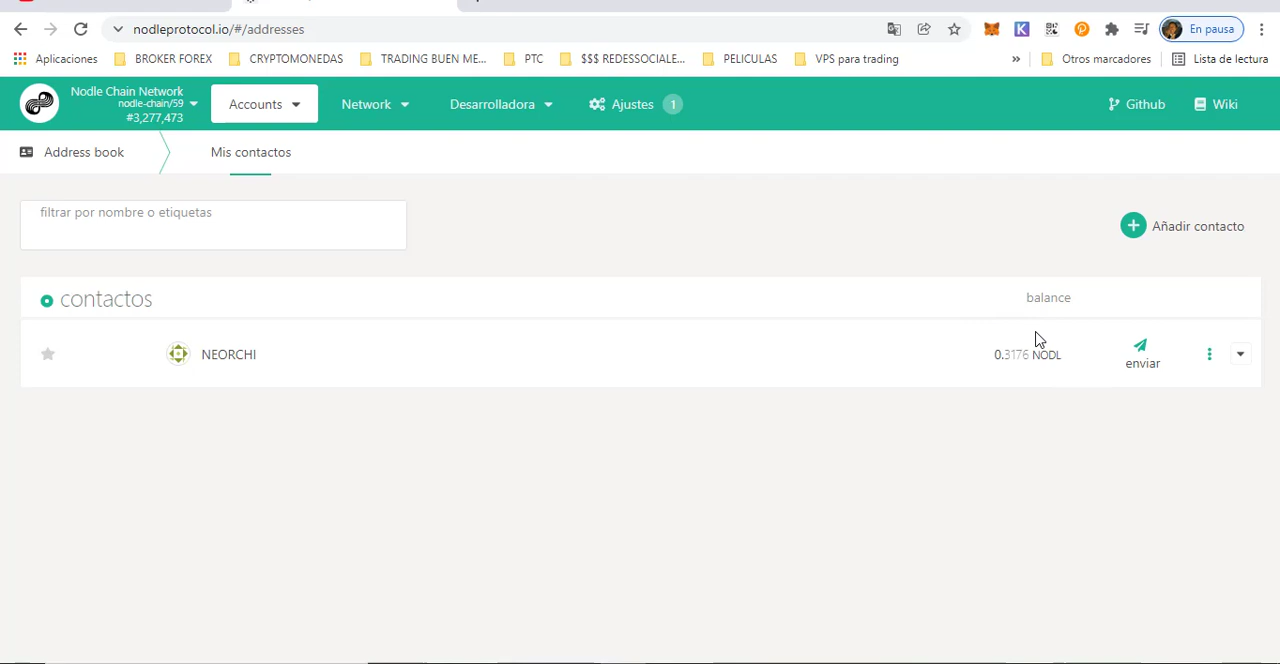 nodleprotocol.io/#/addresses
En pausa
Aplicaciones
BROKER FOREX
CRYPTOMONEDAS
TRADING BUEN ME...
PTC
$$$ REDESSOCIALE...
PELICULAS
VPS para trading
»
Otros marcadores
Lista de lectura
Nodle Chain Network
nodle-chain/59
#3,277,473
Accounts
Network
Desarrolladora
Ajustes
1
Github
Wiki
Address book
Mis contactos
filtrar por nombre o etiquetas
Añadir contacto
contactos
balance
NEORCHI
0.3176 NODL
enviar